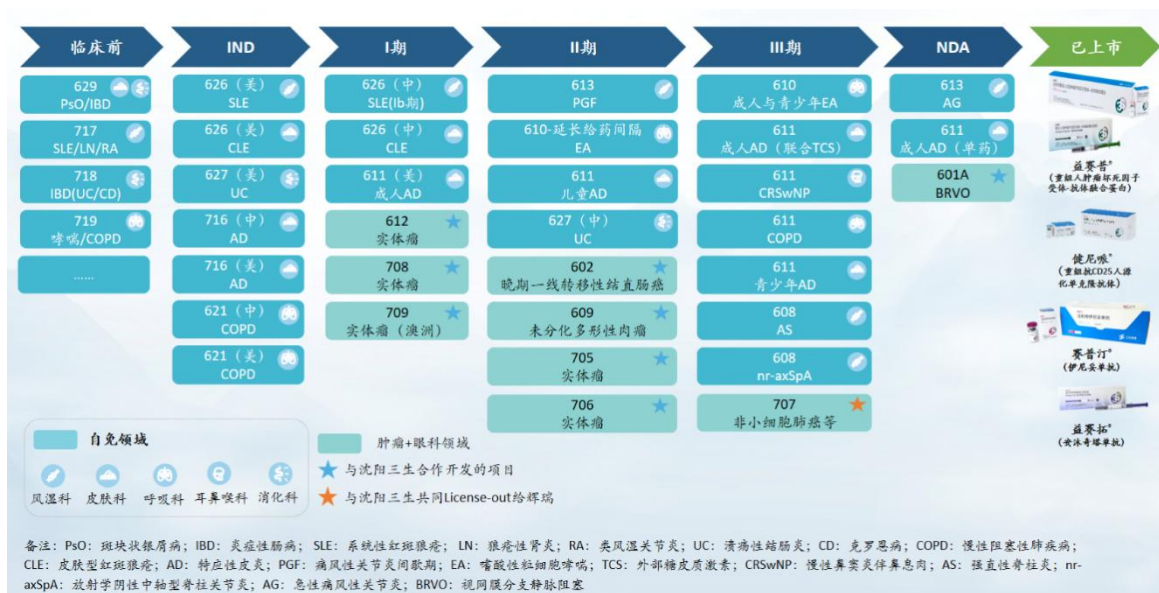 临床前
IND
I期
II期
III期
NDA
已上市
629
PsO/IBD
717
SLE/LN/RA
718
IBD(UC/CD)
719
哮喘/COPD
……
626（美）
SLE
626（美）
CLE
627（美）
UC
716（中）
AD
716（美）
AD
621（中）
COPD
621（美）
COPD
626（中）
SLE(Ib期)
626（中）
CLE
611（美）
成人AD
612
实体瘤
708
实体瘤
709
实体瘤（澳洲）
613
PGF
610-延长给药间隔
EA
611
儿童AD
627（中）
UC
602
晚期一线转移性结直肠癌
609
未分化多形性肉瘤
705
实体瘤
706
实体瘤
610
成人与青少年EA
611
成人AD（联合TCS）
611
CRSwNP
611
COPD
611
青少年AD
608
AS
608
nr-axSpA
707
非小细胞肺癌等
613
AG
611
成人AD（单药）
601A
BRVO
益赛普®
（重组人肿瘤坏死因子
受体-抗体融合蛋白）
健尼哌®
（重组抗CD25人源
化单克隆抗体）
赛普汀®
（伊尼妥单抗）
益赛拓®
（安沐奇塔单抗）
自免领域
风湿科 皮肤科 呼吸科 耳鼻喉科 消化科
肿瘤+眼科领域
与沈阳三生合作开发的项目
与沈阳三生共同License-out给辉瑞
备注：PsO：斑块状银屑病；IBD：炎症性肠病；SLE：系统性红斑狼疮；LN：狼疮性肾炎；RA：类风湿关节炎；UC：溃疡性结肠炎；CD：克罗恩病；COPD：慢性阻塞性肺疾病；
CLE：皮肤型红斑狼疮；AD：特应性皮炎；PGF：痛风性关节炎间歇期；EA：嗜酸性粒细胞哮喘；TCS：外部糖皮质激素；CRSwNP：慢性鼻窦炎伴鼻息肉；AS：强直性脊柱炎；nr-
axSpA：放射学阴性中轴型脊柱关节炎；AG：急性痛风性关节炎；BRVO：视网膜分支静脉阻塞